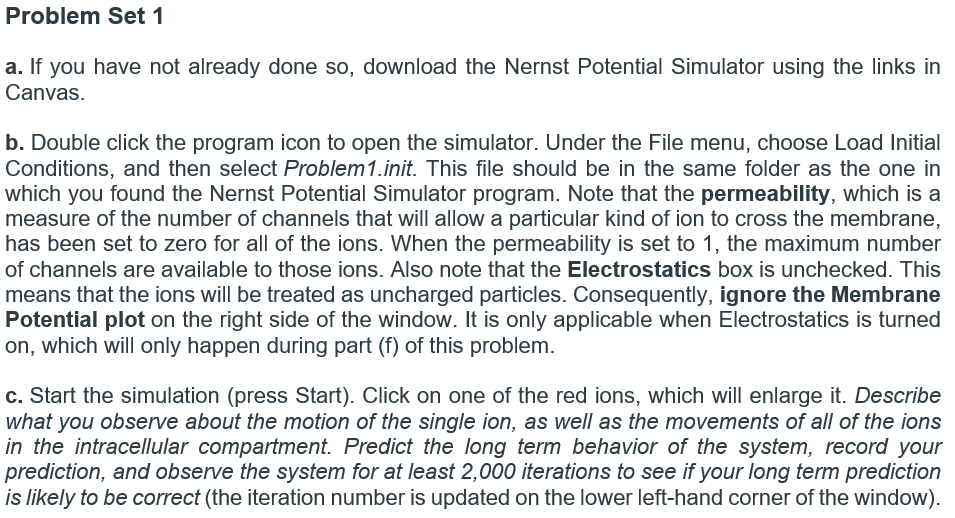 Problem Set 1
a. If you have not already done so, download the Nernst Potential Simulator using the links in
Canvas.
b. Double click the program icon to open the simulator. Under the File menu, choose Load Initial
Conditions, and then select Problem1.init. This file should be in the same folder as the one in
which you found the Nernst Potential Simulator program. Note that the permeability, which is a
measure of the number of channels that will allow a particular kind of ion to cross the membrane,
has been set to zero for all of the ions. When the permeability is set to 1, the maximum number
of channels are available to those ions. Also note that the Electrostatics box is unchecked. This
means that the ions will be treated as uncharged particles. Consequently, ignore the Membrane
Potential plot on the right side of the window. It is only applicable when Electrostatics is turned
on, which will only happen during part (f) of this problem.
c. Start the simulation (press Start). Click on one of the red ions, which will enlarge it. Describe
what you observe about the motion of the single ion, as well as the movements of all of the ions
in the intracellular compartment. Predict the long term behavior of the system, record your
prediction, and observe the system for at least 2,000 iterations to see if your long term prediction
is likely to be correct (the iteration number is updated on the lower left-hand corner of the window).